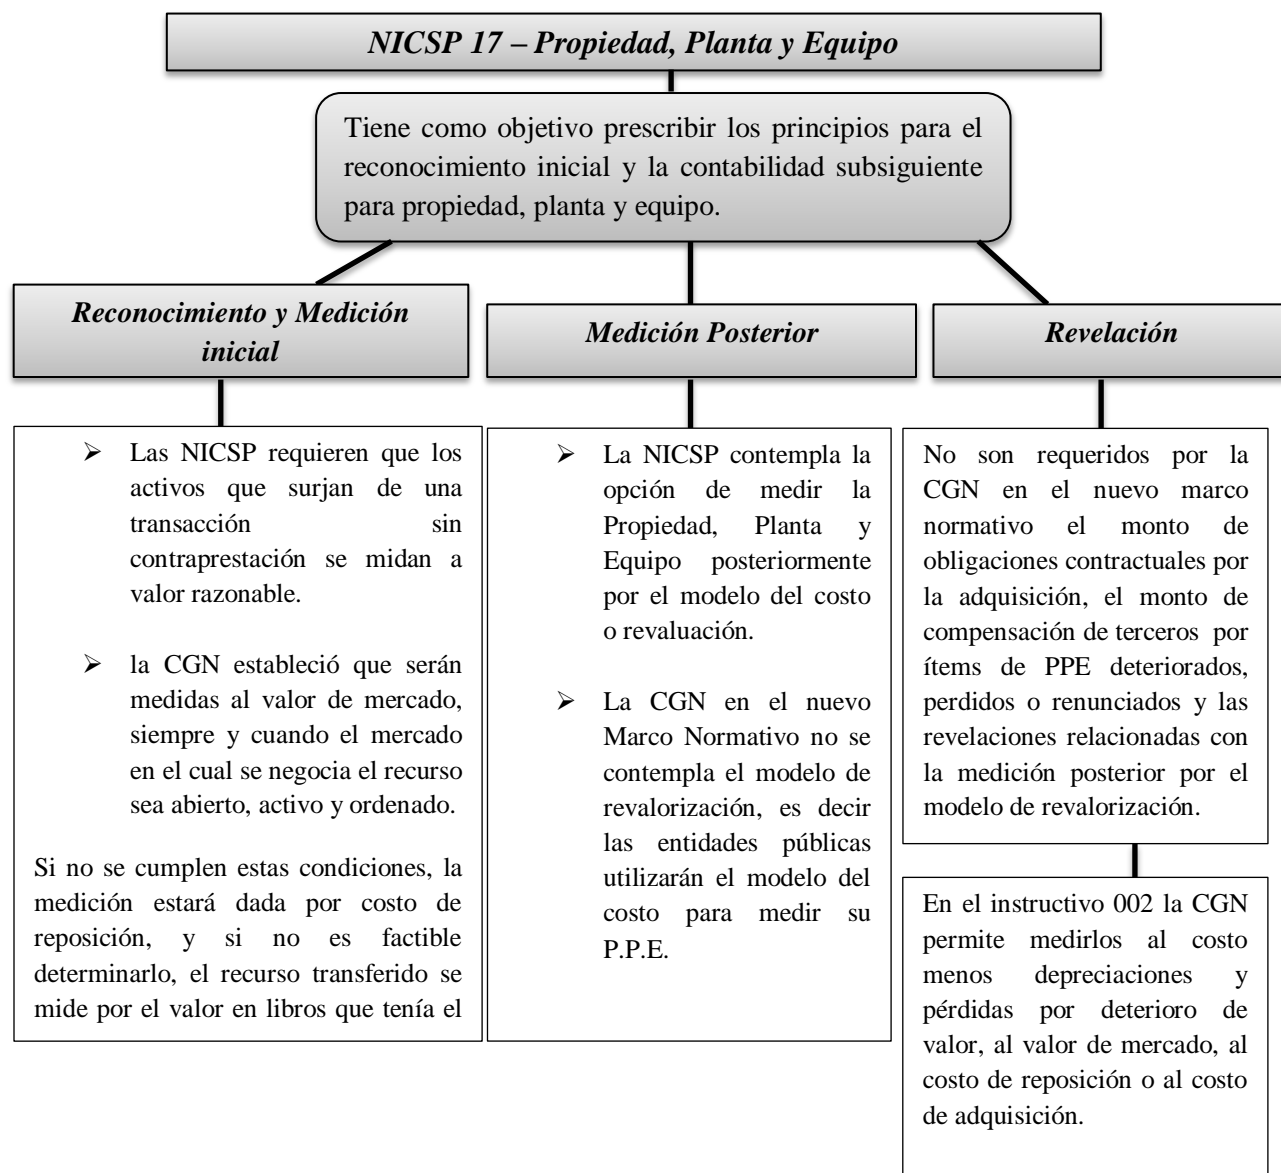 NICSP 17 – Propiedad, Planta y Equipo
Tiene como objetivo prescribir los principios para el
reconocimiento inicial y la contabilidad subsiguiente
para propiedad, planta y equipo.
Reconocimiento y Medición
inicial
➢ Las NICSP requieren que los
activos que surjan de una
transacción sin
contraprestación se midan a
valor razonable.
➢ la CGN estableció que serán
medidas al valor de mercado,
siempre y cuando el mercado
en el cual se negocia el recurso
sea abierto, activo y ordenado.
Si no se cumplen estas condiciones, la
medición estará dada por costo de
reposición, y si no es factible
determinarlo, el recurso transferido se
mide por el valor en libros que tenía el
Medición Posterior
➢ La NICSP contempla la
opción de medir la
Propiedad, Planta y
Equipo posteriormente
por el modelo del costo
o revaluación.
➢ La CGN en el nuevo
Marco Normativo no se
contempla el modelo de
revalorización, es decir
las entidades públicas
utilizarán el modelo del
costo para medir su
P.P.E.
Revelación
No son requeridos por la
CGN en el nuevo marco
normativo el monto de
obligaciones contractuales por
la adquisición, el monto de
compensación de terceros por
ítems de PPE deteriorados,
perdidos o renunciados y las
revelaciones relacionadas con
la medición posterior por el
modelo de revalorización.
En el instructivo 002 la CGN
permite medirlos al costo
menos depreciaciones y
pérdidas por deterioro de
valor, al valor de mercado, al
costo de reposición o al costo
de adquisición.